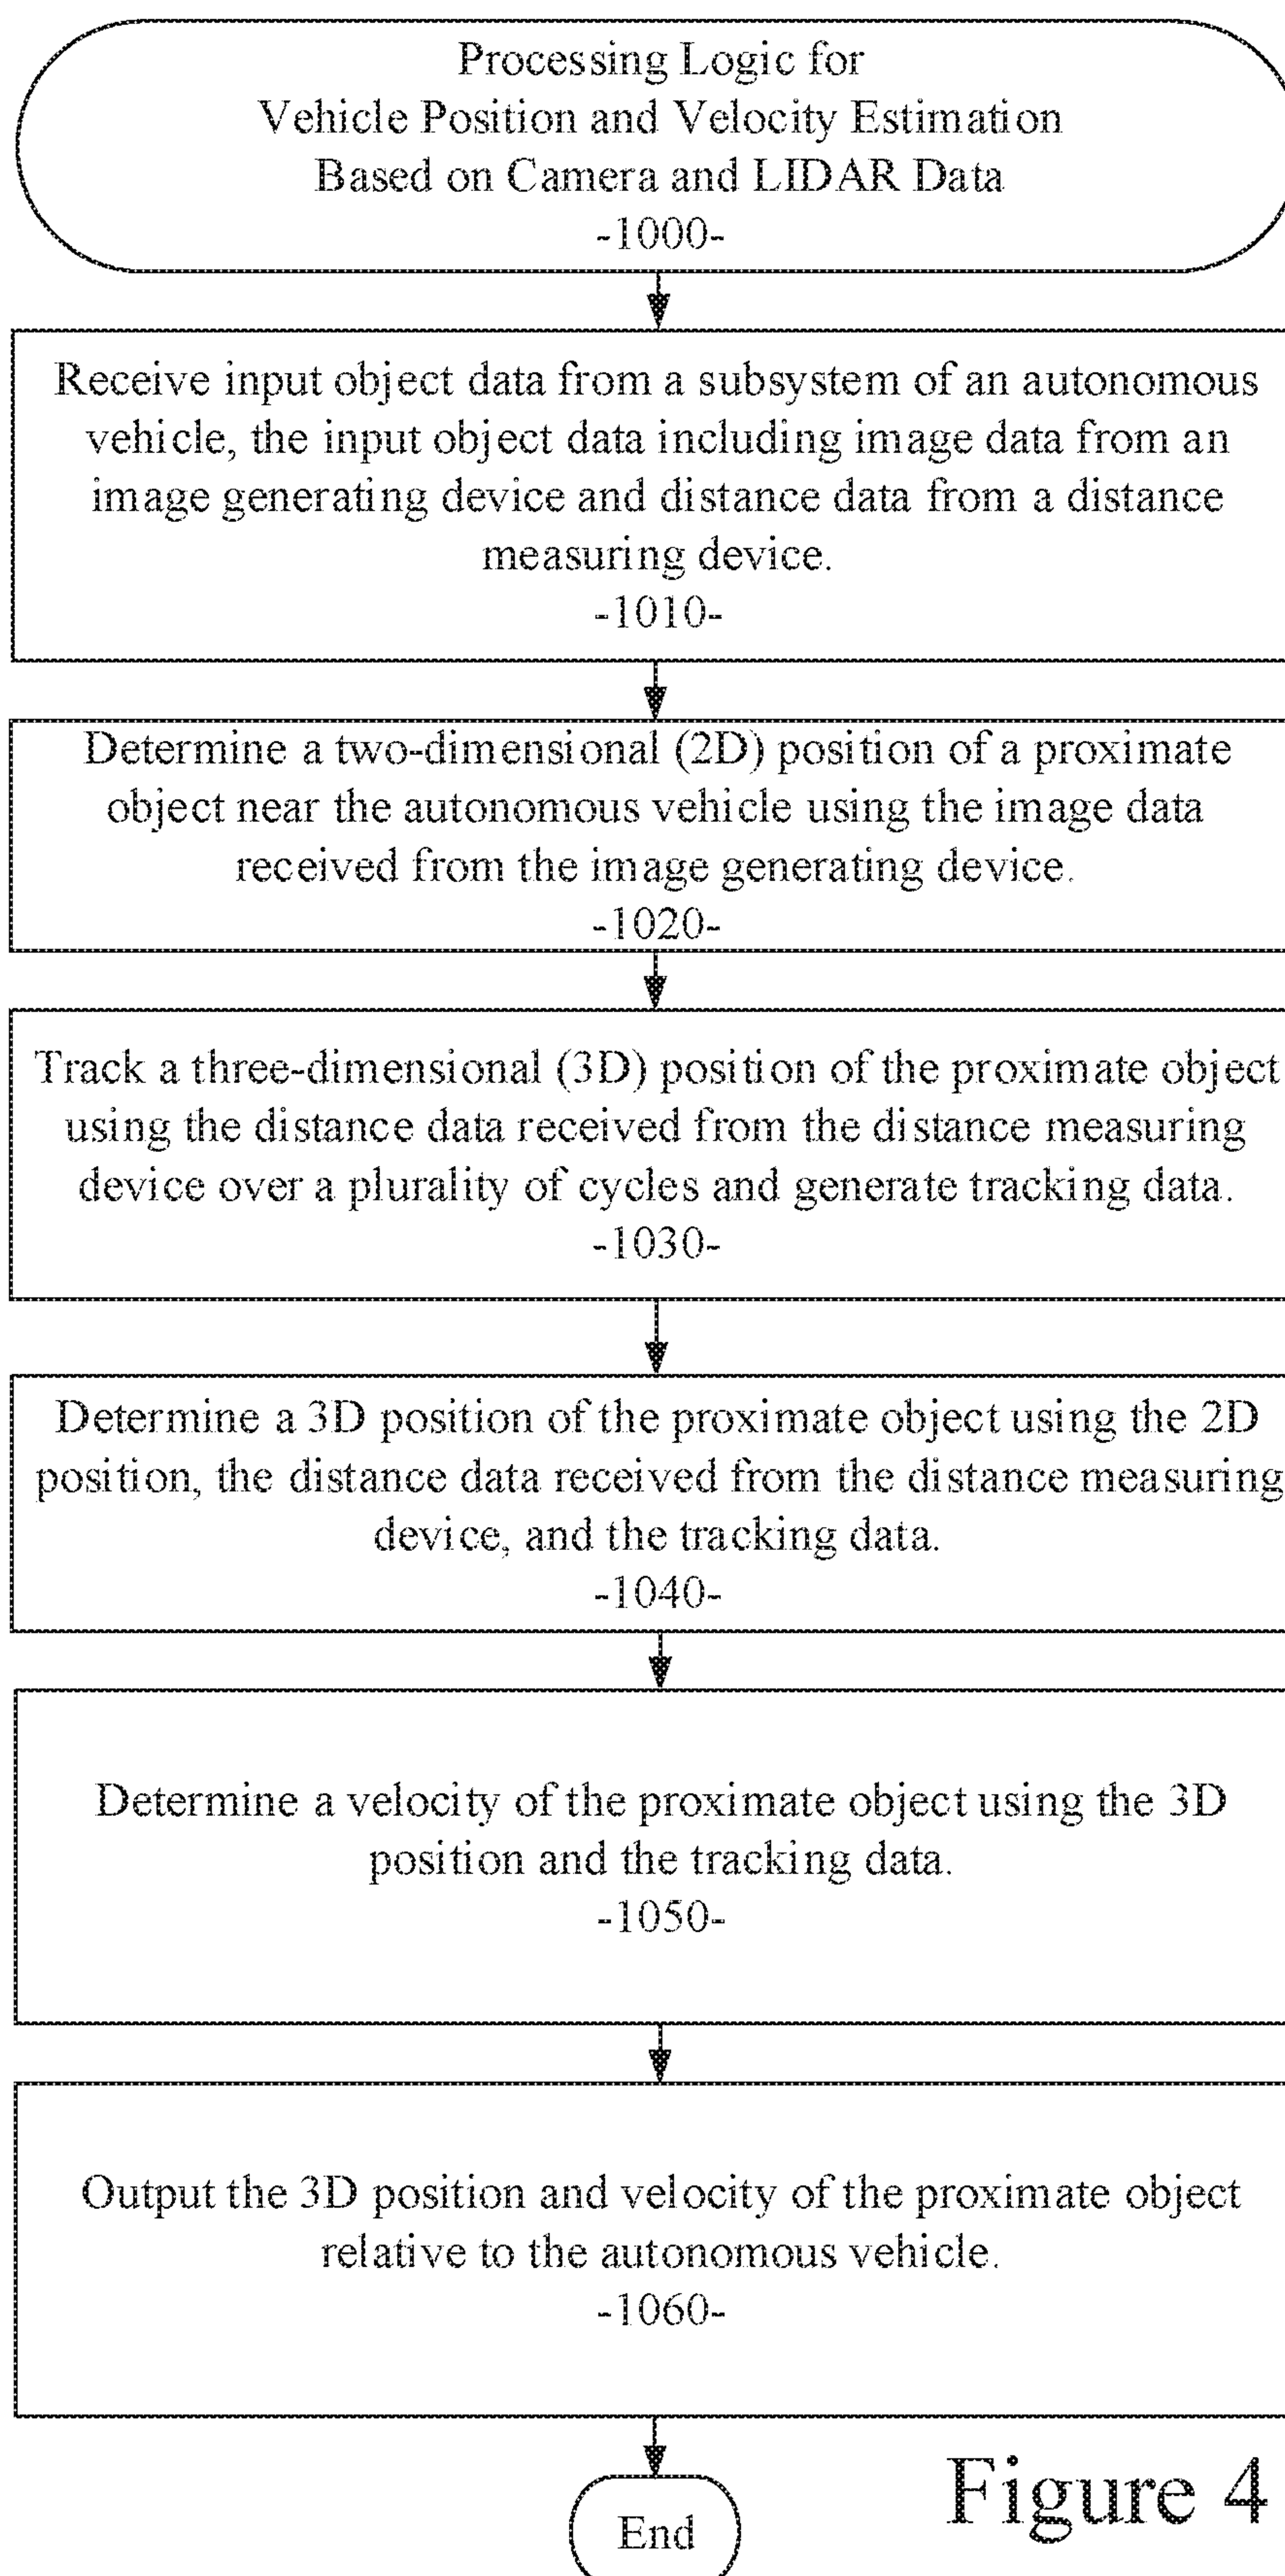 Processing Logic for
Vehicle Position and Velocity Estimation
Based on Camera and LIDAR Data
-1000-
Receive input object data from a subsystem of an autonomous
vehicle, the input object data including image data from an
image generating device and distance data from a distance
measuring device.
-1010-
Determine a two-dimensional (2D) position of a proximate
object near the autonomous vehicle using the image data
received from the image generating device.
-1020-
Track a three-dimensional (3D) position of the proximate object
using the distance data received from the distance measuring
device over a plurality of cycles and generate tracking data.
-1030-
Determine a 3D position of the proximate object using the 2D
position, the distance data received from the distance measuring
device, and the tracking data.
-1040-
Determine a velocity of the proximate object using the 3D
position and the tracking data.
-1050-
Output the 3D position and velocity of the proximate object
relative to the autonomous vehicle.
-1060-
End
Figure 4